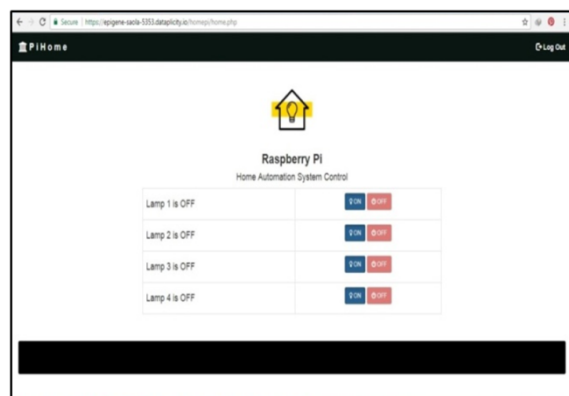 Secure | https://epigene-saola-5353.dataplicity.io/homepi/home.php
PiHome
Log Out
Raspberry Pi
Home Automation System Control
Lamp 1 is OFF ON OFF
Lamp 2 is OFF ON OFF
Lamp 3 is OFF ON OFF
Lamp 4 is OFF ON OFF